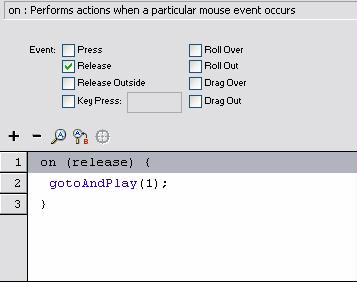 on : Performs actions when a particular mouse event occurs
Event: Press Roll Over
Release Roll Out
Release Outside Drag Over
Key Press: Drag Out
1 on (release) {
2 gotoAndPlay(1);
3 }